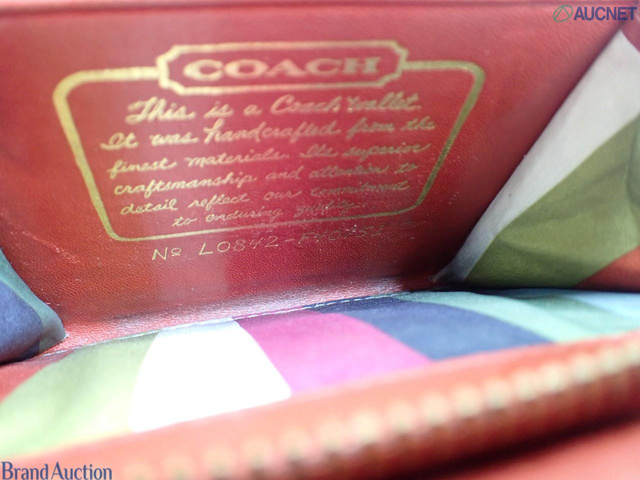 AUCNET
COACH
This is a Coach wallet.
It was handcrafted from the
finest materials. Its superior
craftsmanship and attention to
detail reflect our commitment
to enduring quality.
No L0842-
Brand Auction